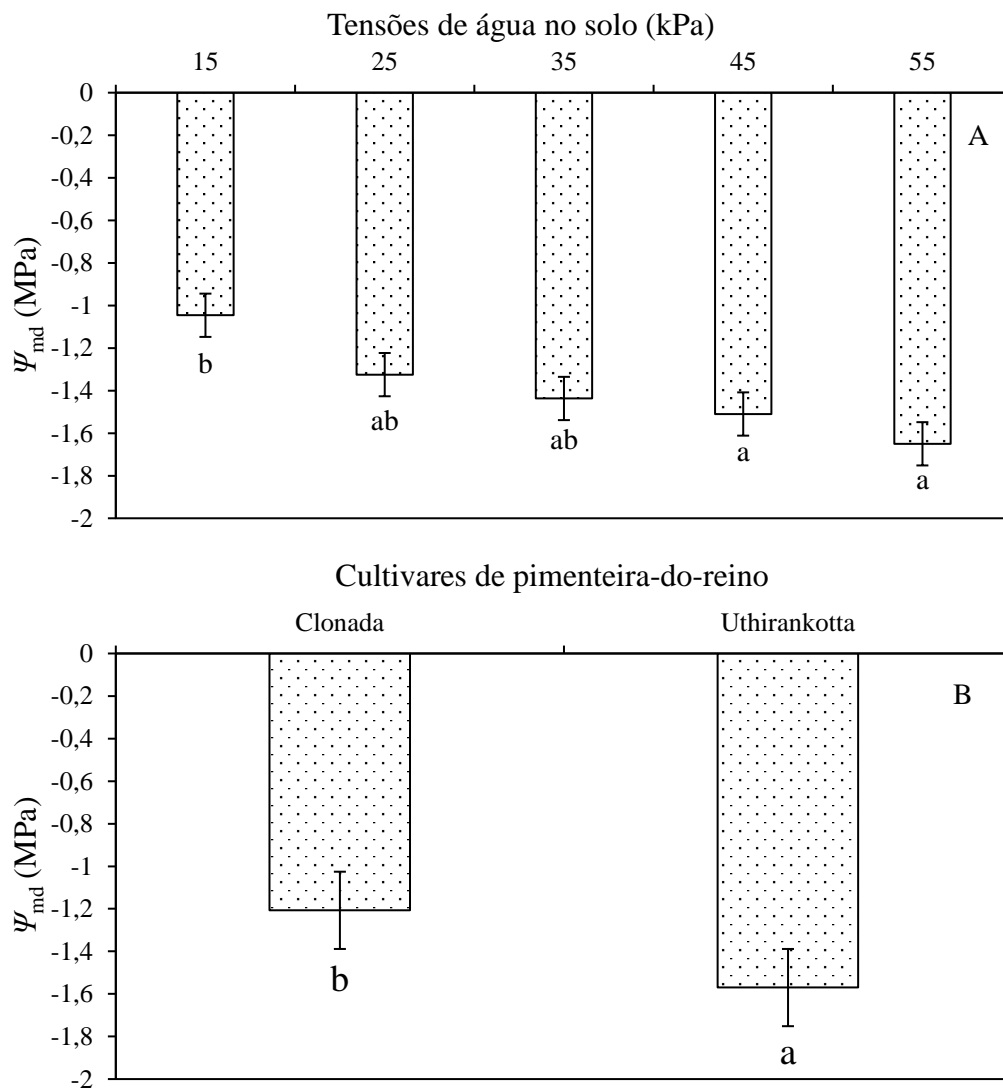 Tensões de água no solo (kPa)
15 25 35 45 55
0
-0,2
-0,4
-0,6
-0,8
-1
-1,2
-1,4
-1,6
-1,8
-2
Ψmd (MPa)
A
b
ab
ab
a
a
Cultivares de pimenteira-do-reino
Clonada Uthirankotta
0
-0,2
-0,4
-0,6
-0,8
-1
-1,2
-1,4
-1,6
-1,8
-2
Ψmd (MPa)
B
b
a